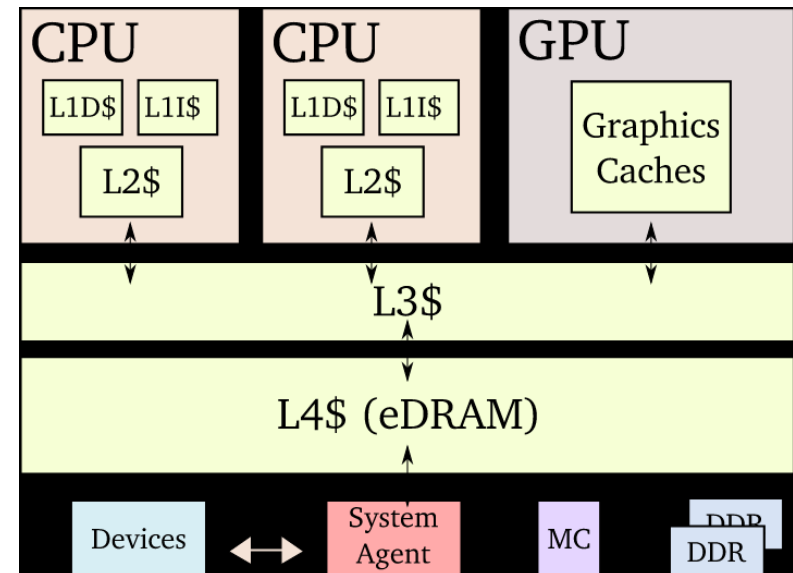 CPU
CPU
GPU
L1D$ L1I$
L1D$ L1I$
Graphics
Caches
L2$
L2$
L3$
L4$ (eDRAM)
Devices
System
Agent
MC
DDR
DDR